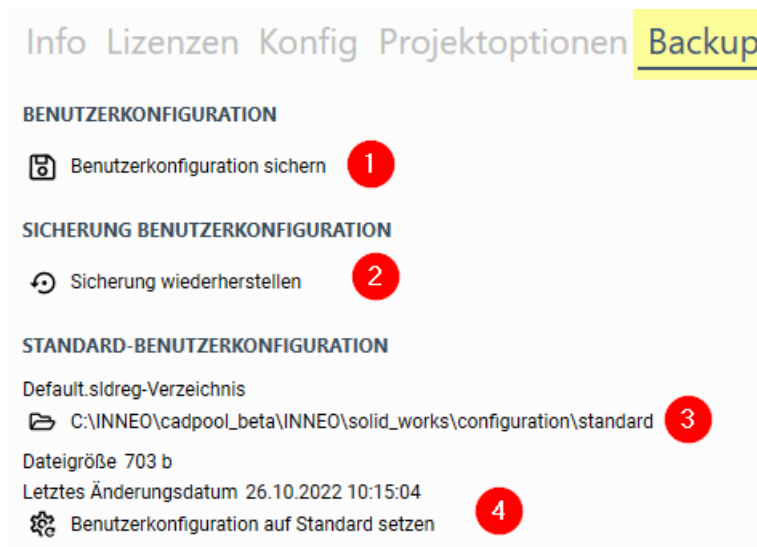 Info Lizenzen Konfig Projektoptionen Backup
BENUTZERKONFIGURATION
Benutzerkonfiguration sichern 1
SICHERUNG BENUTZERKONFIGURATION
Sicherung wiederherstellen 2
STANDARD-BENUTZERKONFIGURATION
Default.sldreg-Verzeichnis
C:\INNEO\cadpool_beta\INNEO\solid_works\configuration\standard 3
Dateigröße 703 b
Letztes Änderungsdatum 26.10.2022 10:15:04
Benutzerkonfiguration auf Standard setzen 4